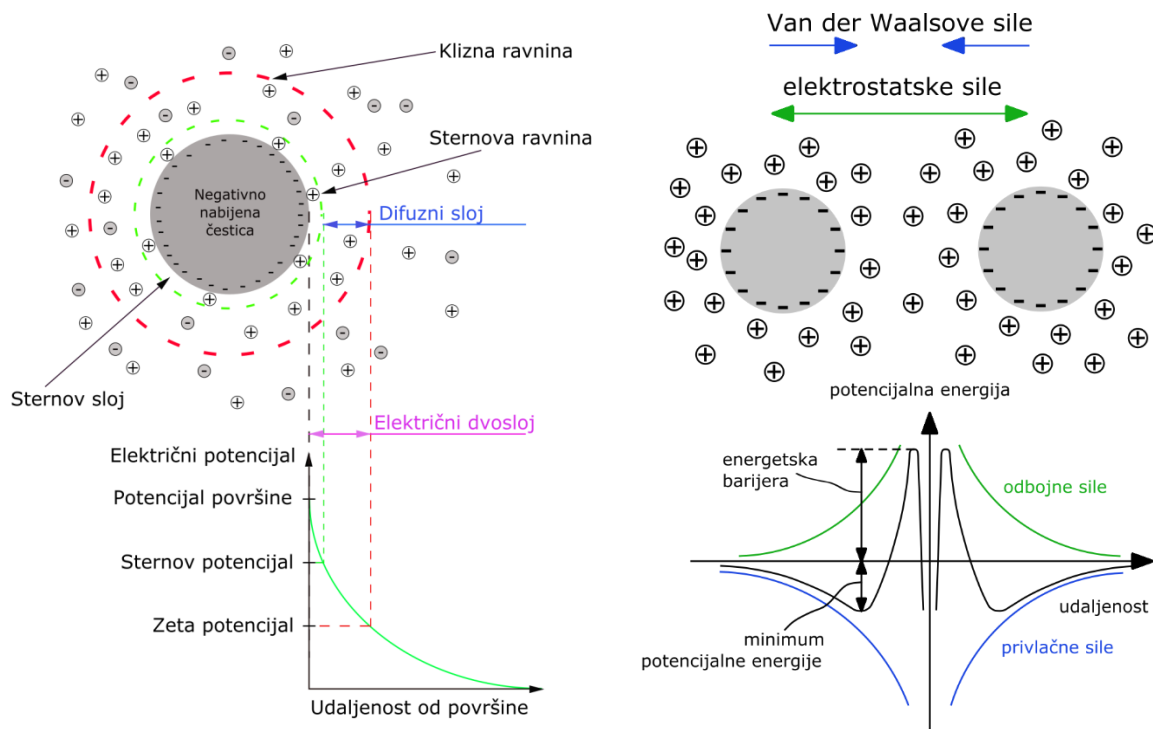 Klizna ravnina
Sternova ravnina
Negativno
nabijena
čestica
Difuzni sloj
Sternov sloj
Električni dvosloj
Električni potencijal
Potencijal površine
Sternov potencijal
Zeta potencijal
Udaljenost od površine
Van der Waalsove sile
elektrostatske sile
potencijalna energija
energetska
barijera
odbojne sile
udaljenost
minimum
potencijalne energije
privlačne sile